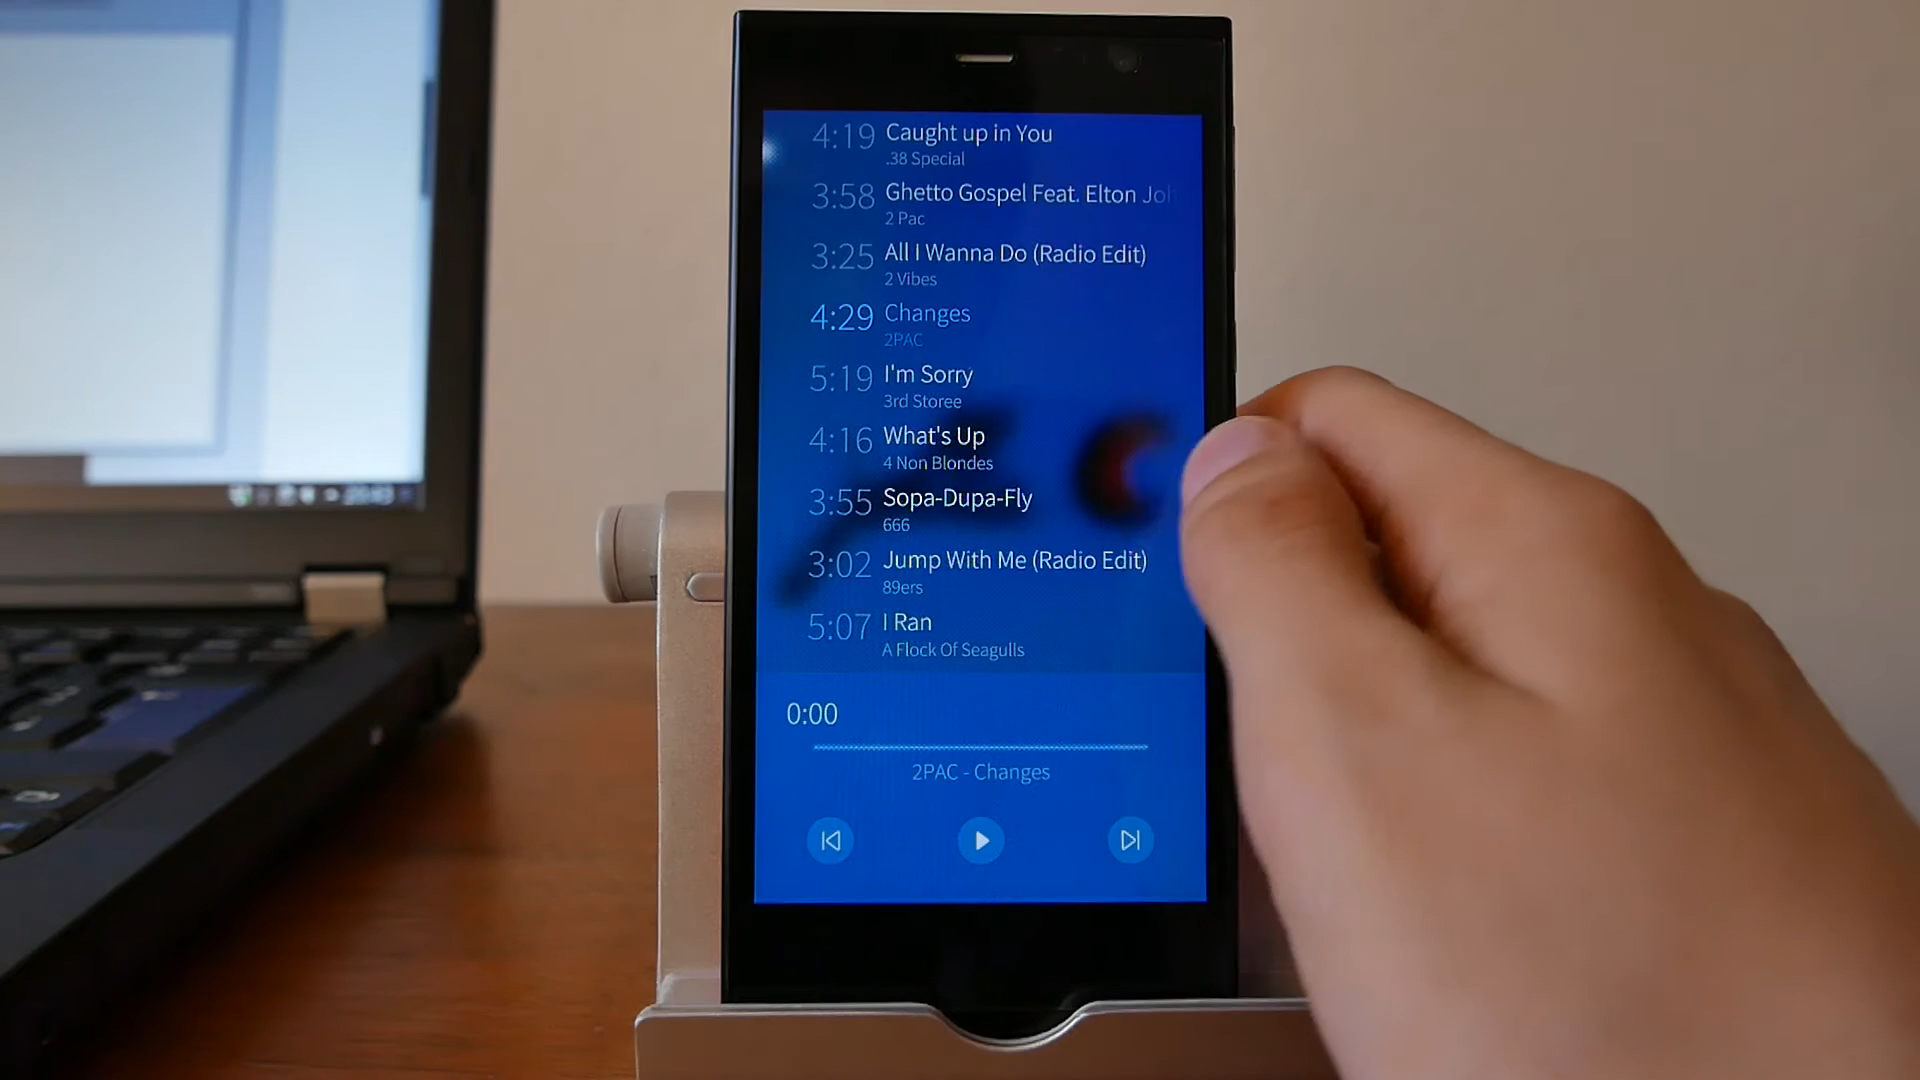 4:19 Caught up in You
.38 Special
3:58 Ghetto Gospel Feat. Elton Joh
2 Pac
3:25 All I Wanna Do (Radio Edit)
2 Vibes
4:29 Changes
2PAC
5:19 I'm Sorry
3rd Storee
4:16 What's Up
4 Non Blondes
3:55 Sopa-Dupa-Fly
666
3:02 Jump With Me (Radio Edit)
89ers
5:07 I Ran
A Flock Of Seagulls
0:00
2PAC - Changes